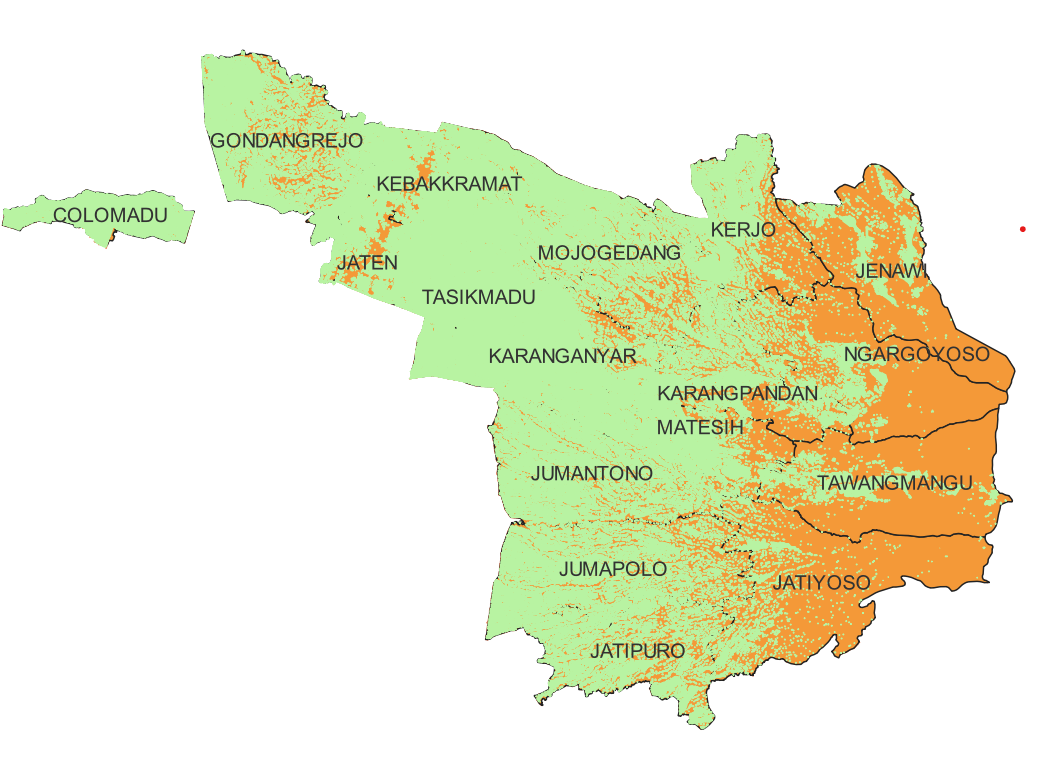 GONDANGREJO
KEBAKKRAMAT
COLOMADU
KERJO
MOJOGEDANG
JATEN
JENAWI
TASIKMADU
KARANGANYAR
NGARGOYOSO
KARANGPANDAN
MATESIH
JUMANTONO
TAWANGMANGU
JUMAPOLO
JATIYOSO
JATIPURO